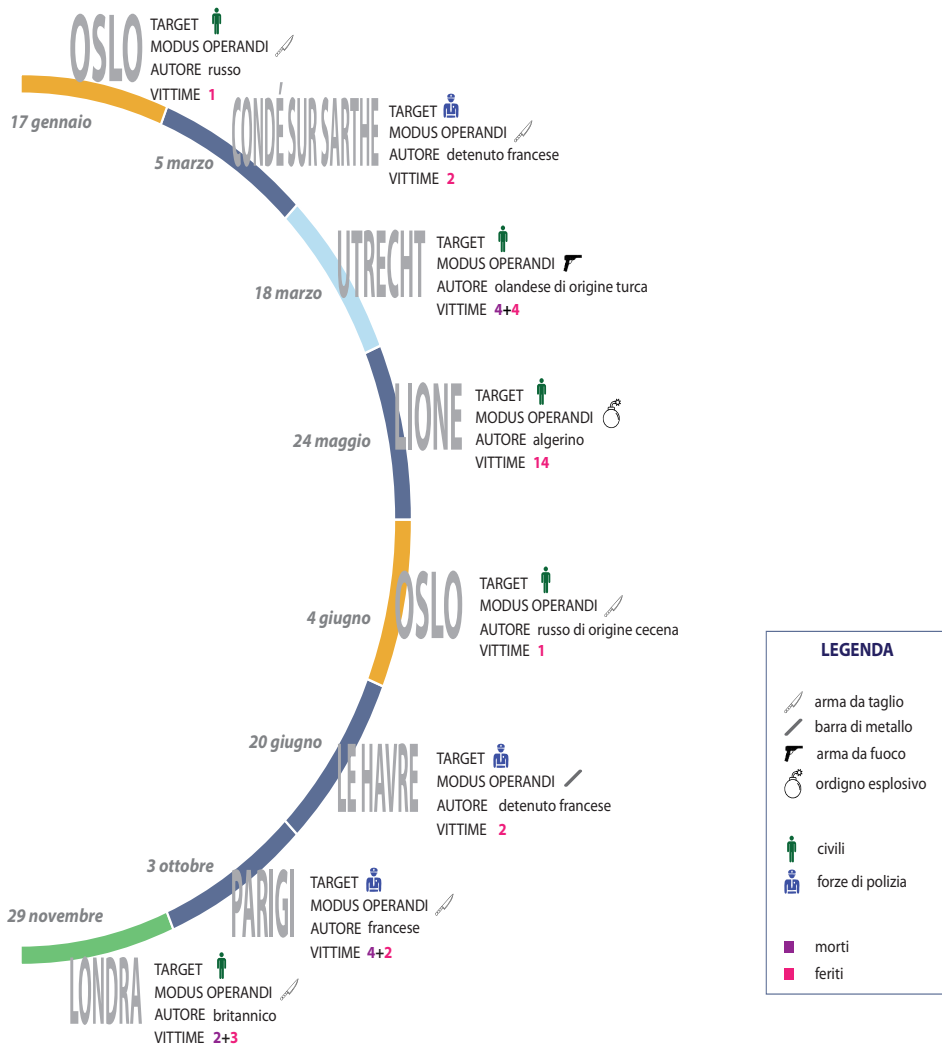 OSLO
TARGET
MODUS OPERANDI
AUTORE russo
VITTIME 1
17 gennaio
CONDÉ SUR SARTHE
TARGET
MODUS OPERANDI
AUTORE detenuto francese
VITTIME 2
5 marzo
UTRECHT
TARGET
MODUS OPERANDI
AUTORE olandese di origine turca
VITTIME 4+4
18 marzo
LIONE
TARGET
MODUS OPERANDI
AUTORE algerino
VITTIME 14
24 maggio
OSLO
TARGET
MODUS OPERANDI
AUTORE russo di origine cecena
VITTIME 1
4 giugno
LE HAVRE
TARGET
MODUS OPERANDI
AUTORE detenuto francese
VITTIME 2
20 giugno
PARIGI
TARGET
MODUS OPERANDI
AUTORE francese
VITTIME 4+2
3 ottobre
LONDRA
TARGET
MODUS OPERANDI
AUTORE britannico
VITTIME 2+3
29 novembre
LEGENDA
arma da taglio
barra di metallo
arma da fuoco
ordigno esplosivo
civili
forze di polizia
morti
feriti